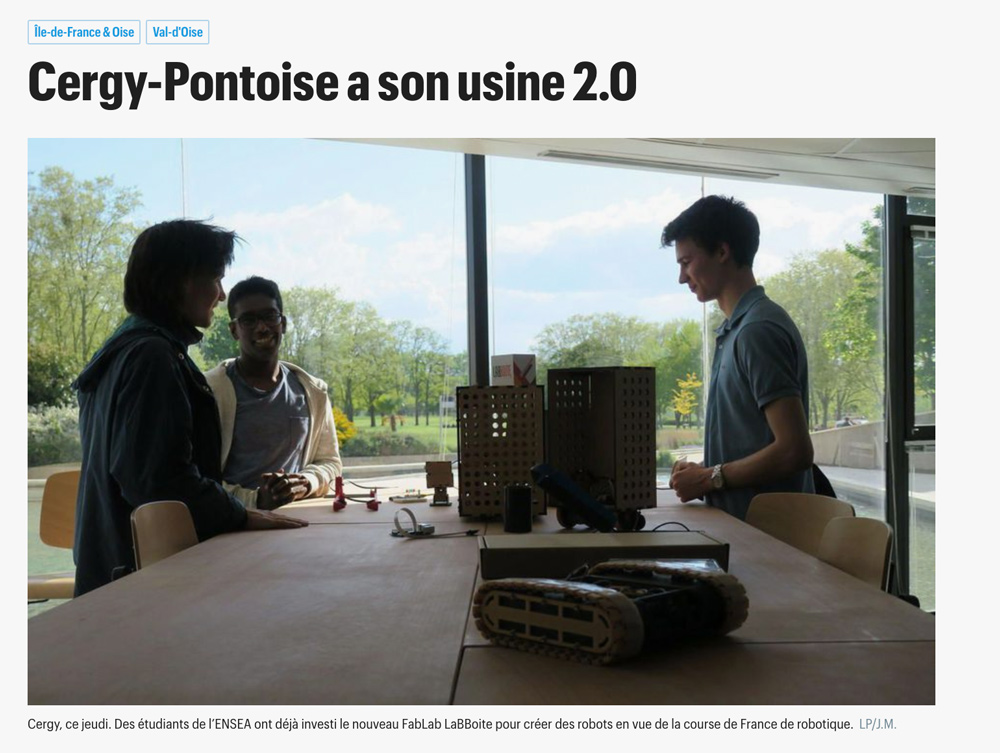 Île-de-France & Oise Val-d'Oise
Cergy-Pontoise a son usine 2.0
Cergy, ce jeudi. Des étudiants de l'ENSEA ont déjà investi le nouveau FabLab LaBBoite pour créer des robots en vue de la course de France de robotique. LP/J.M.